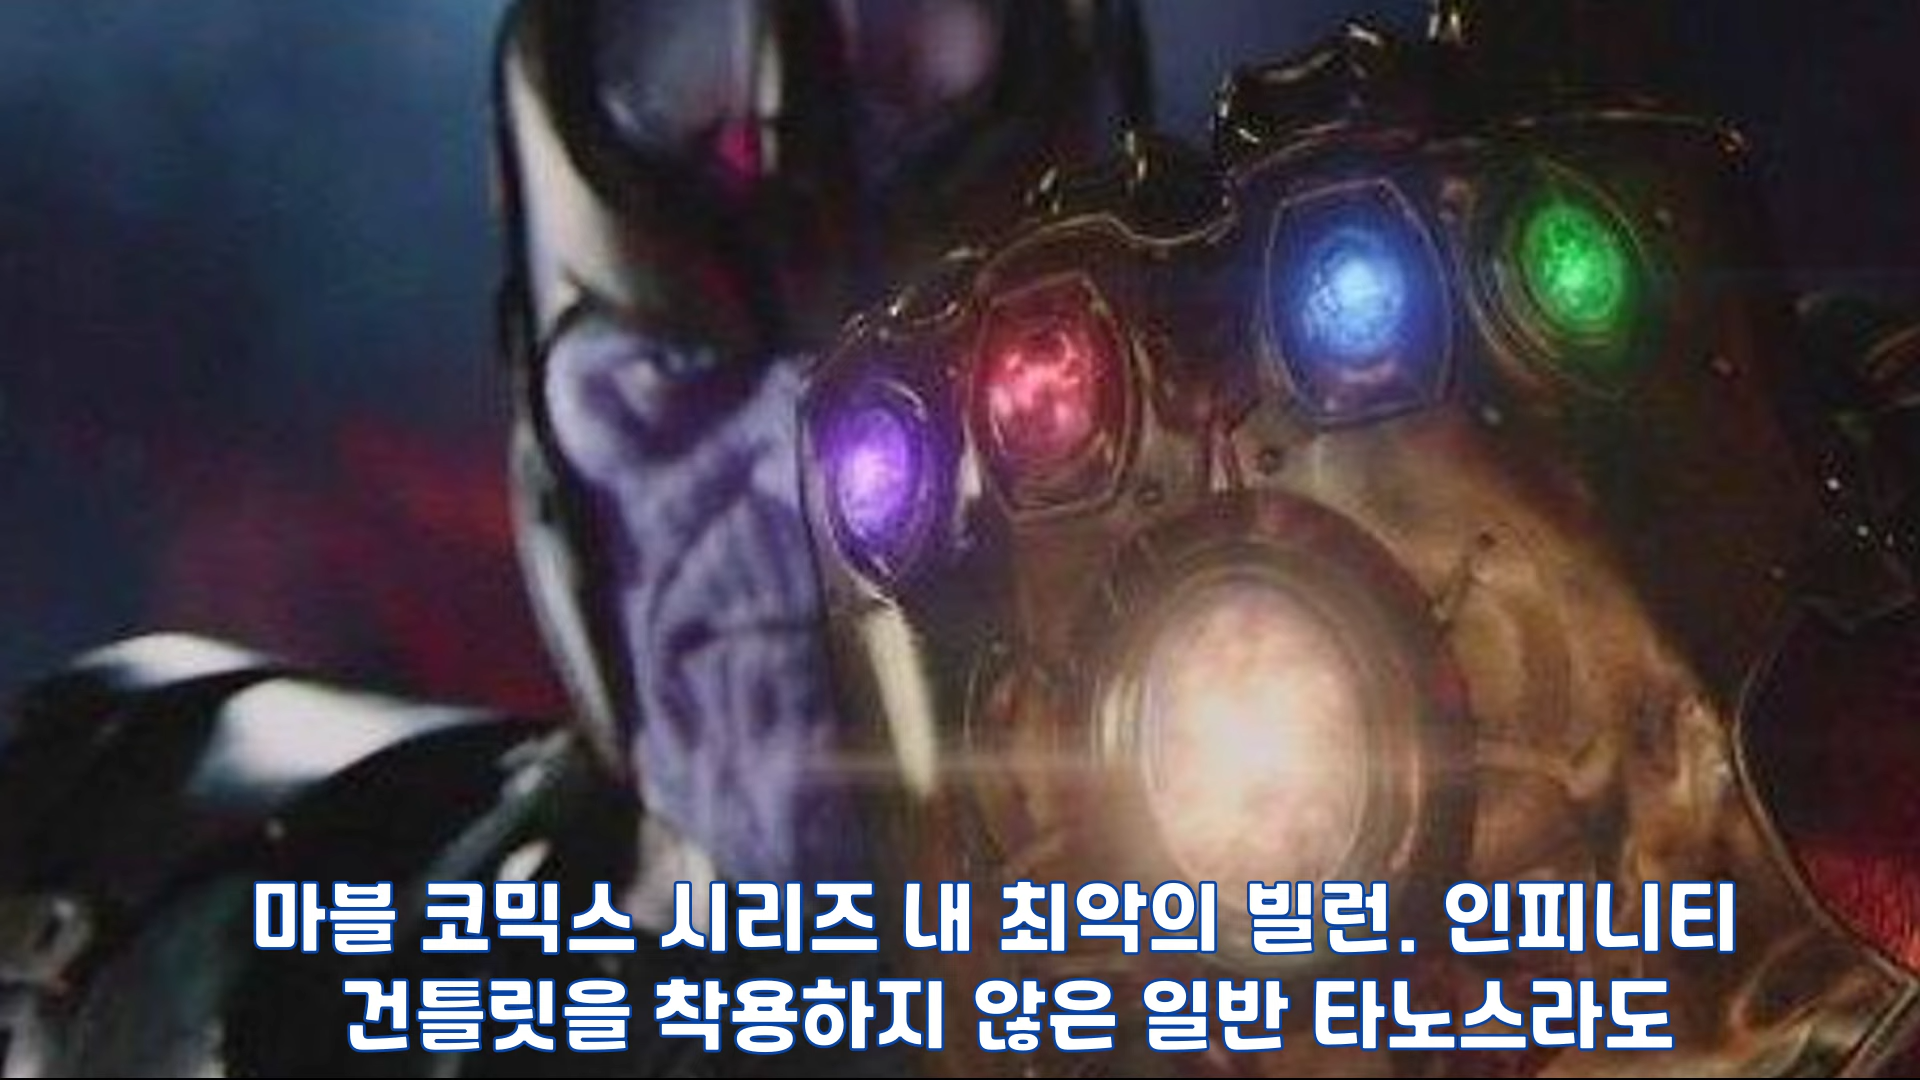 마블 코믹스 시리즈 내 최악의 빌런. 인피니티
건틀릿을 착용하지 않은 일반 타노스라도